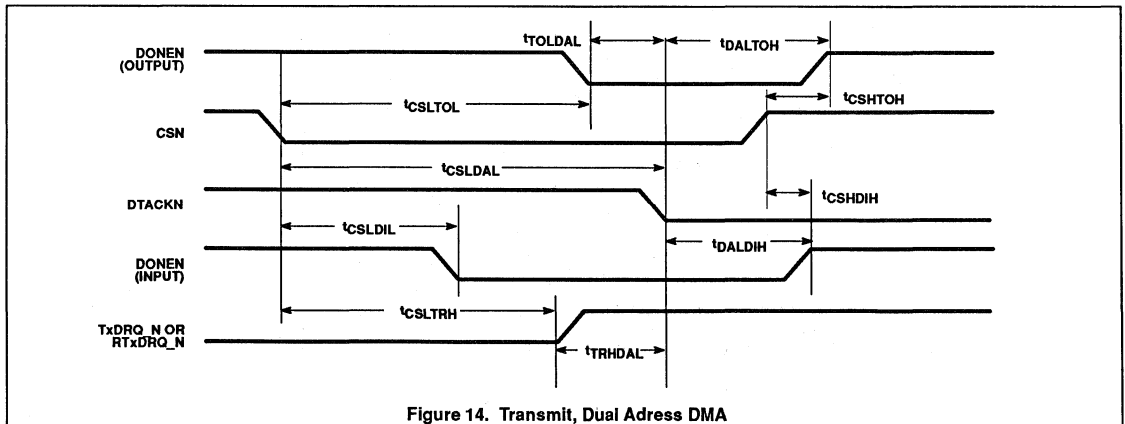 DONEN
(OUTPUT)
tTOLDAL
tDALTOH
tCSLTOL
tCSHTOH
CSN
tCSLDAL
DTACKN
tCSHDIH
tCSLDIL
tDALDIH
DONEN
(INPUT)
tCSLTRH
TxDRQ_N OR
RTxDRQ_N
tTRHDAL
Figure 14. Transmit, Dual Adress DMA